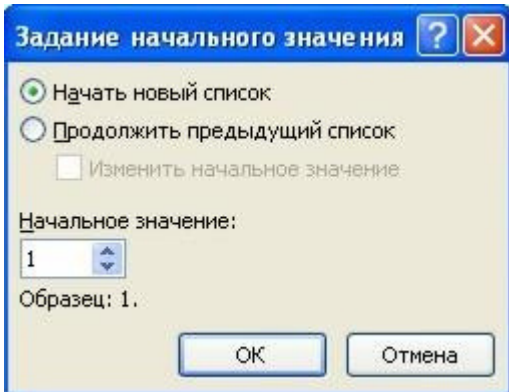 Задание начального значения
Начать новый список
Продолжить предыдущий список
Изменить начальное значение
Начальное значение:
1
Образец: 1.
ОК Отмена